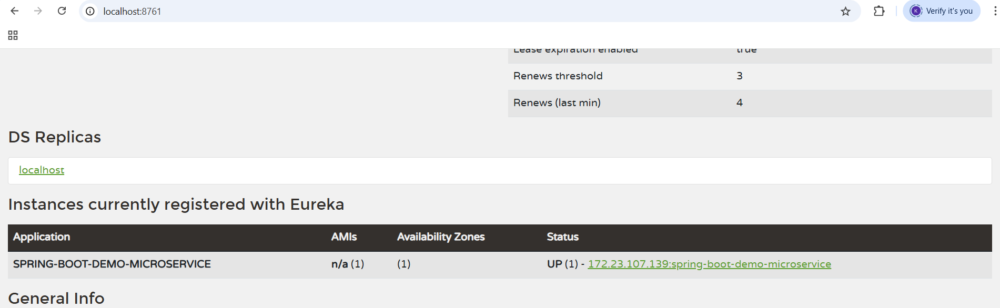 localhost:8761
K Verify it's you
Lease expiration enabled true
Renews threshold 3
Renews (last min) 4
DS Replicas
localhost
Instances currently registered with Eureka
Application AMIs Availability Zones Status
SPRING-BOOT-DEMO-MICROSERVICE n/a (1) (1) UP (1) - 172.23.107.139:spring-boot-demo-microservice
General Info